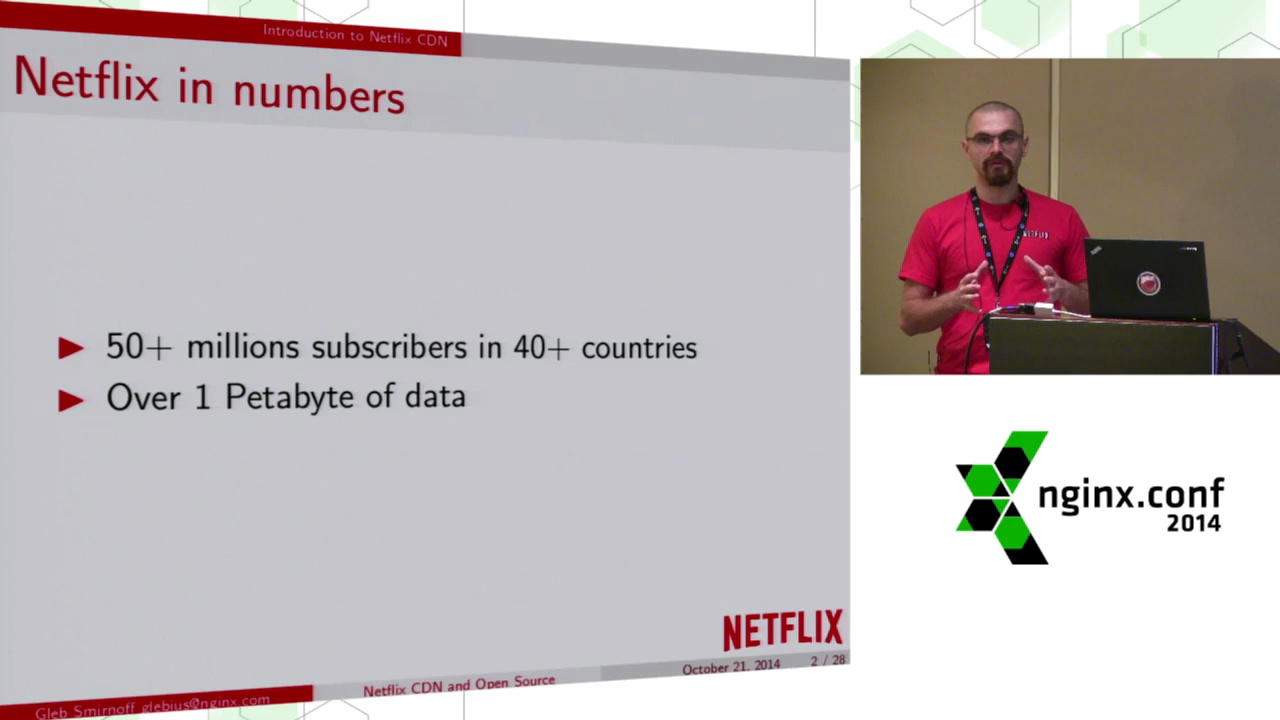 Introduction to Netflix CDN
Netflix in numbers
50+ millions subscribers in 40+ countries
Over 1 Petabyte of data
NETFLIX
October 21, 2014 2 / 28
Netflix CDN and Open Source
Gleb Smirnoff glebius@nginx.com
NETFLIX
nginx.conf
2014